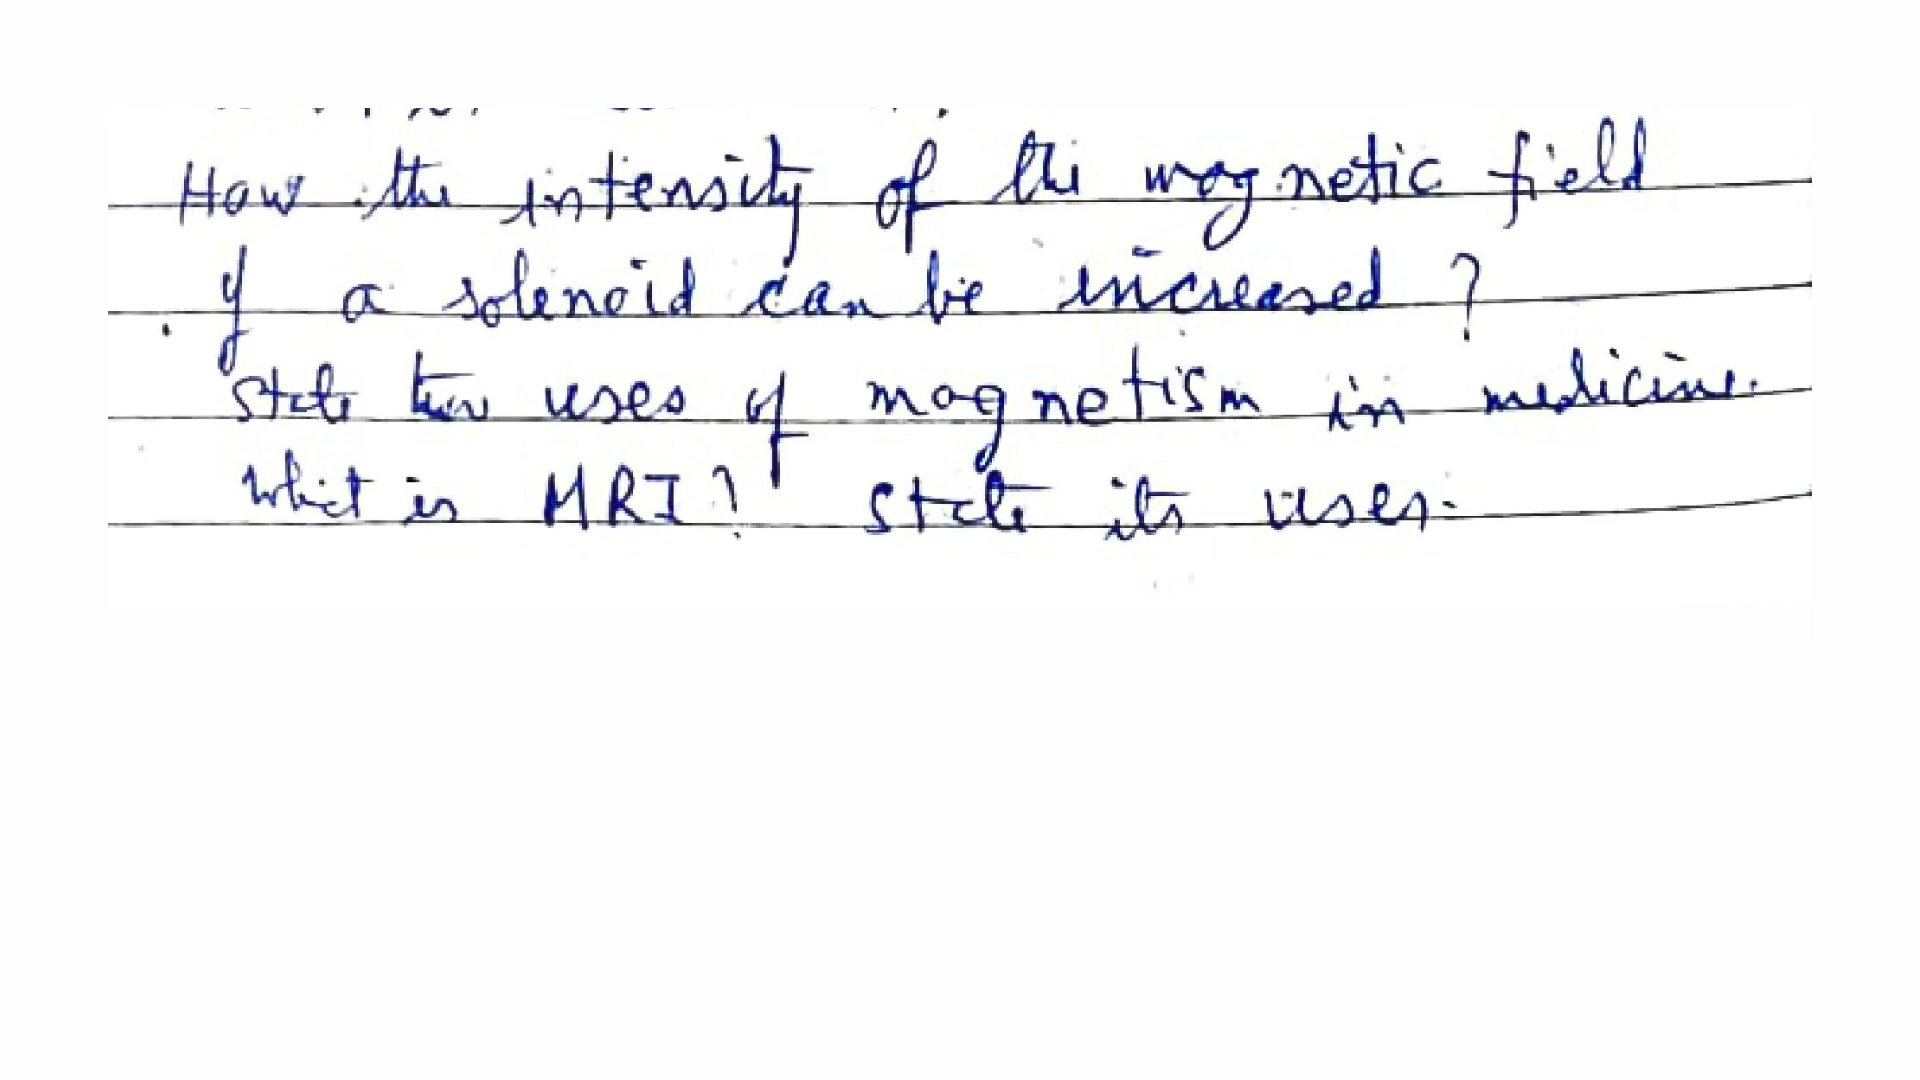 How the intensity of the magnetic field
of a solenoid can be increased ?
State two uses of magnetism in medicine.
What is MRI? State its uses.